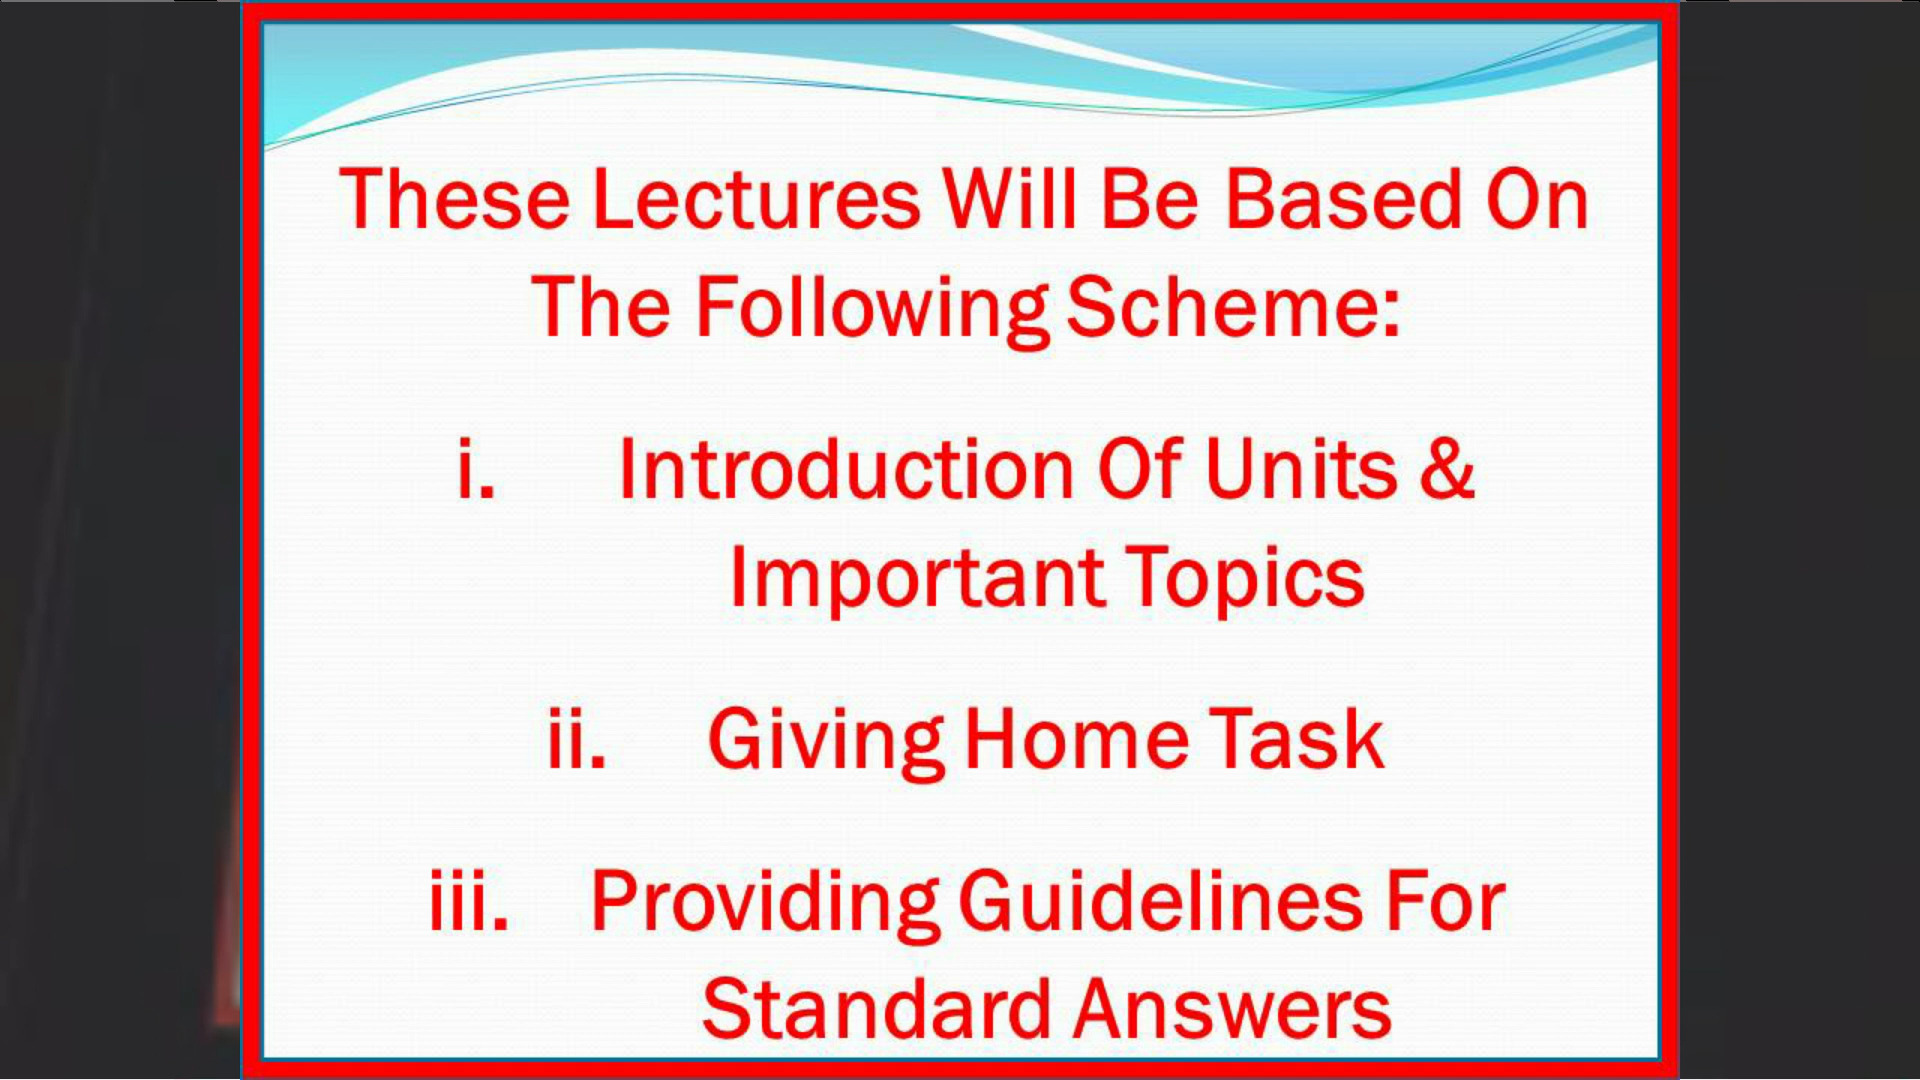 These Lectures Will Be Based On
The Following Scheme:
i. Introduction Of Units &
Important Topics
ii. Giving Home Task
iii. Providing Guidelines For
Standard Answers